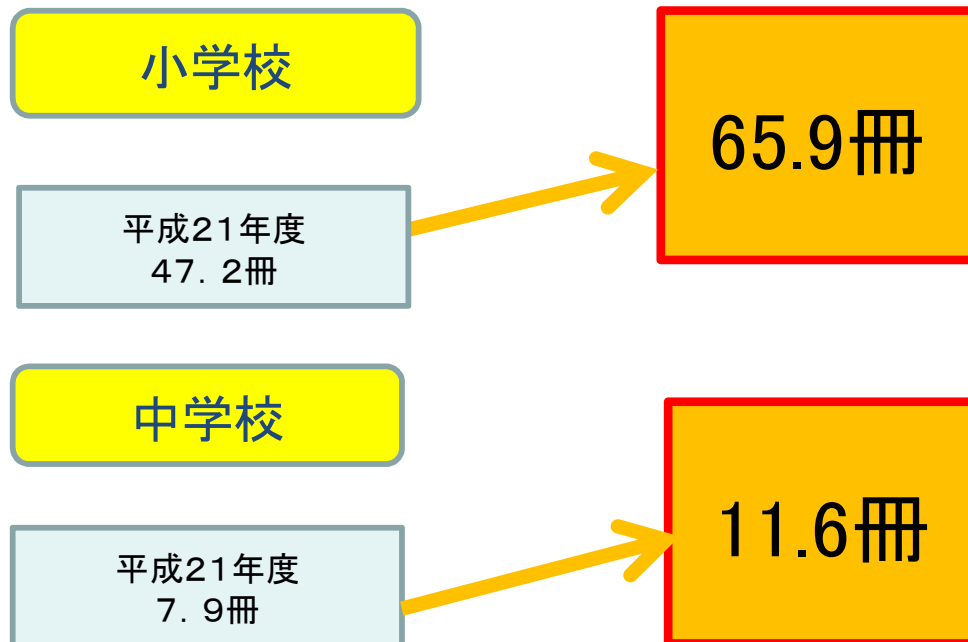 小学校
65.9冊
平成21年度
47．2冊
中学校
11.6冊
平成21年度
7．9冊